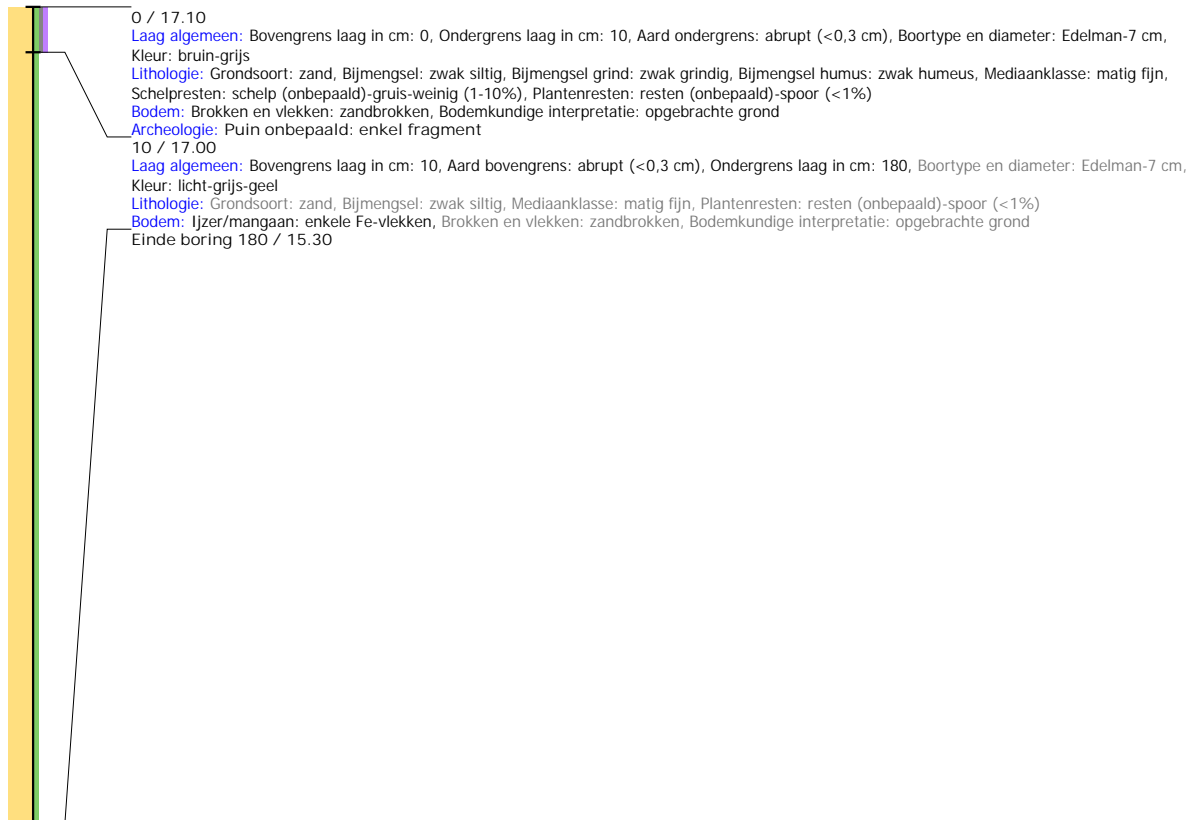 0 / 17.10
Laag algemeen: Bovengrens laag in cm: 0, Ondergrens laag in cm: 10, Aard ondergrens: abrupt (<0,3 cm), Boortype en diameter: Edelman-7 cm,
Kleur: bruin-grijs
Lithologie: Grondsoort: zand, Bijmengsel: zwak siltig, Bijmengsel grind: zwak grindig, Bijmengsel humus: zwak humeus, Mediaanklasse: matig fijn,
Schelpresten: schelp (onbepaald)-gruis-weinig (1-10%), Plantenresten: resten (onbepaald)-spoor (<1%)
Bodem: Brokken en vlekken: zandbrokken, Bodemkundige interpretatie: opgebrachte grond
Archeologie: Puin onbepaald: enkel fragment
10 / 17.00
Laag algemeen: Bovengrens laag in cm: 10, Aard bovengrens: abrupt (<0,3 cm), Ondergrens laag in cm: 180, Boortype en diameter: Edelman-7 cm,
Kleur: licht-grijs-geel
Lithologie: Grondsoort: zand, Bijmengsel: zwak siltig, Mediaanklasse: matig fijn, Plantenresten: resten (onbepaald)-spoor (<1%)
Bodem: Ijzer/mangaan: enkele Fe-vlekken, Brokken en vlekken: zandbrokken, Bodemkundige interpretatie: opgebrachte grond
Einde boring 180 / 15.30